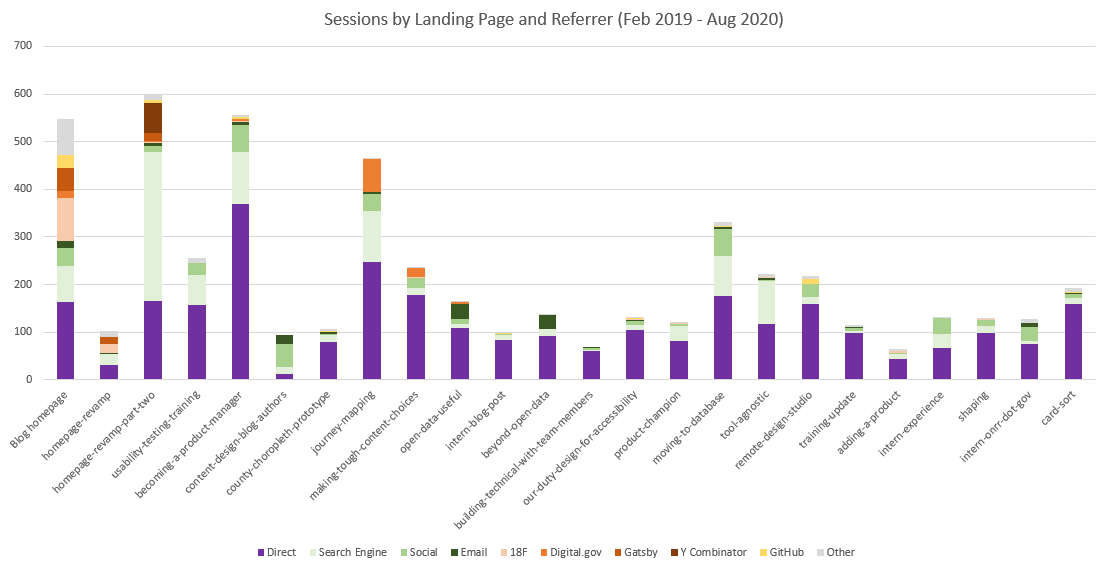 Sessions by Landing Page and Referrer (Feb 2019 - Aug 2020)
700
600
500
400
300
200
100
0
Blog homepage
homepage-revamp
homepage-revamp-part-two
usability-testing-training
becoming-a-product-manager
content-design-blog-authors
county-choropleth-prototype
journey-mapping
making-tough-content-choices
open-data-useful
intern-blog-post
beyond-open-data
building-technical-with-team-members
our-duty-design-for-accessibility
product-champion
moving-to-database
tool-agnostic
remote-design-studio
training-update
adding-a-product
intern-experience
shaping
intern-onrr-dot-gov
card-sort
Direct Search Engine Social Email 18F Digital.gov Gatsby Y Combinator GitHub Other